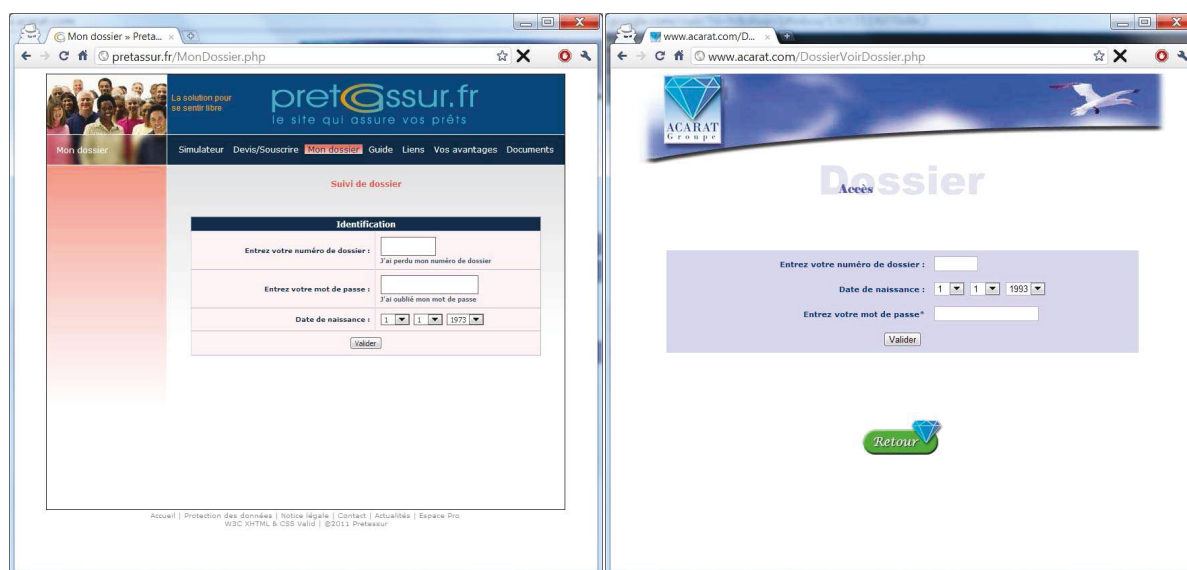 Mon dossier » Preta...
pretassur.fr/MonDossier.php
La solution pour
se sentir libre
pret@ssur.fr
le site qui assure vos prêts
Mon dossier
Simulateur Devis/Souscrire Mon dossier Guide Liens Vos avantages Documents
Suivi de dossier
Identification
Entrez votre numéro de dossier :
J'ai perdu mon numéro de dossier
Entrez votre mot de passe :
J'ai oublié mon mot de passe
Date de naissance : 1 1 1973
Valider
Accueil | Protection des données | Notice légale | Contact | Actualités | Espace Pro
W3C XHTML & CSS Valid | ©2011 Pretassur
www.acarat.com/D...
www.acarat.com/DossierVoirDossier.php
ACARAT
Groupe
Dossier
Accès
Entrez votre numéro de dossier :
Date de naissance : 1 1 1993
Entrez votre mot de passe*
Valider
Retour